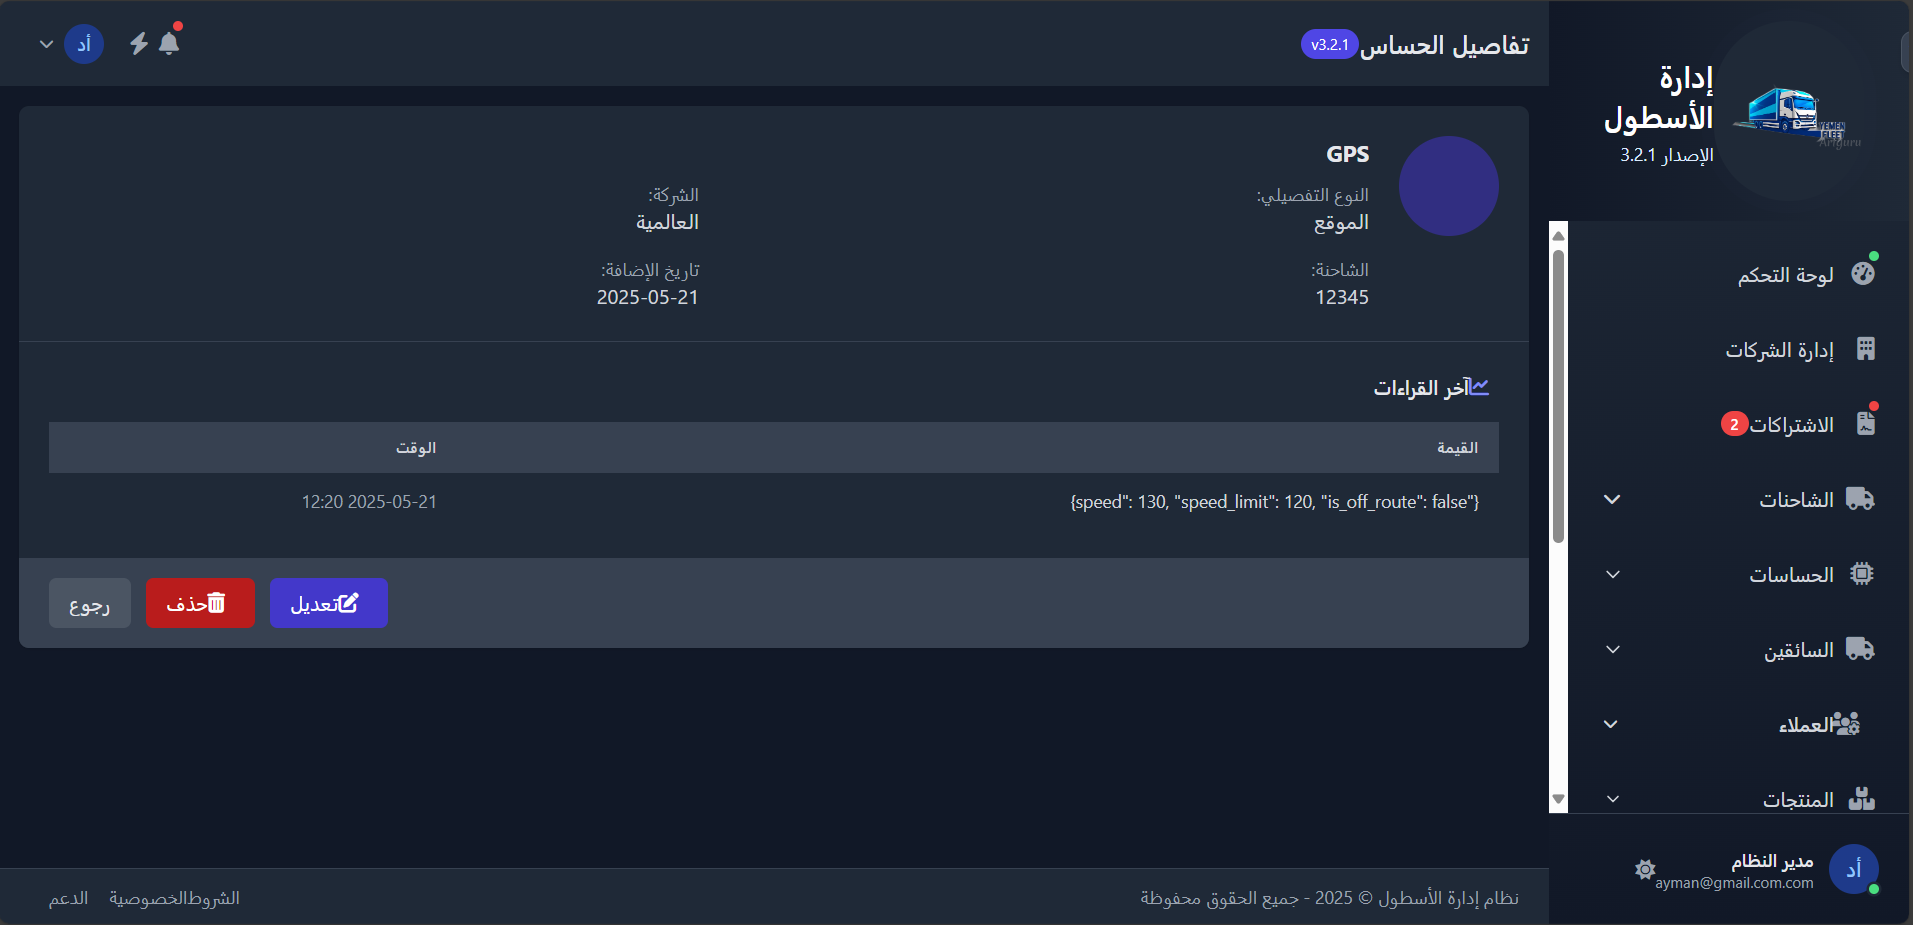 إدارة
الأسطول
الإصدار 3.2.1
YEMEN
FLEET
Artguru
لوحة التحكم
إدارة الشركات
الاشتراكات 2
الشاحنات
الحساسات
السائقين
العملاء
المنتجات
أد
مدير النظام
ayman@gmail.com.com
تفاصيل الحساس v3.2.1
أد
GPS
النوع التفصيلي:
الموقع
الشركة:
العالمية
الشاحنة:
12345
تاريخ الإضافة:
2025-05-21
آخر القراءات
القيمة الوقت
{speed": 130, "speed_limit": 120, "is_off_route": false"}
12:20 2025-05-21
تعديل
حذف
رجوع
نظام إدارة الأسطول © 2025 - جميع الحقوق محفوظة
الشروط الخصوصية الدعم